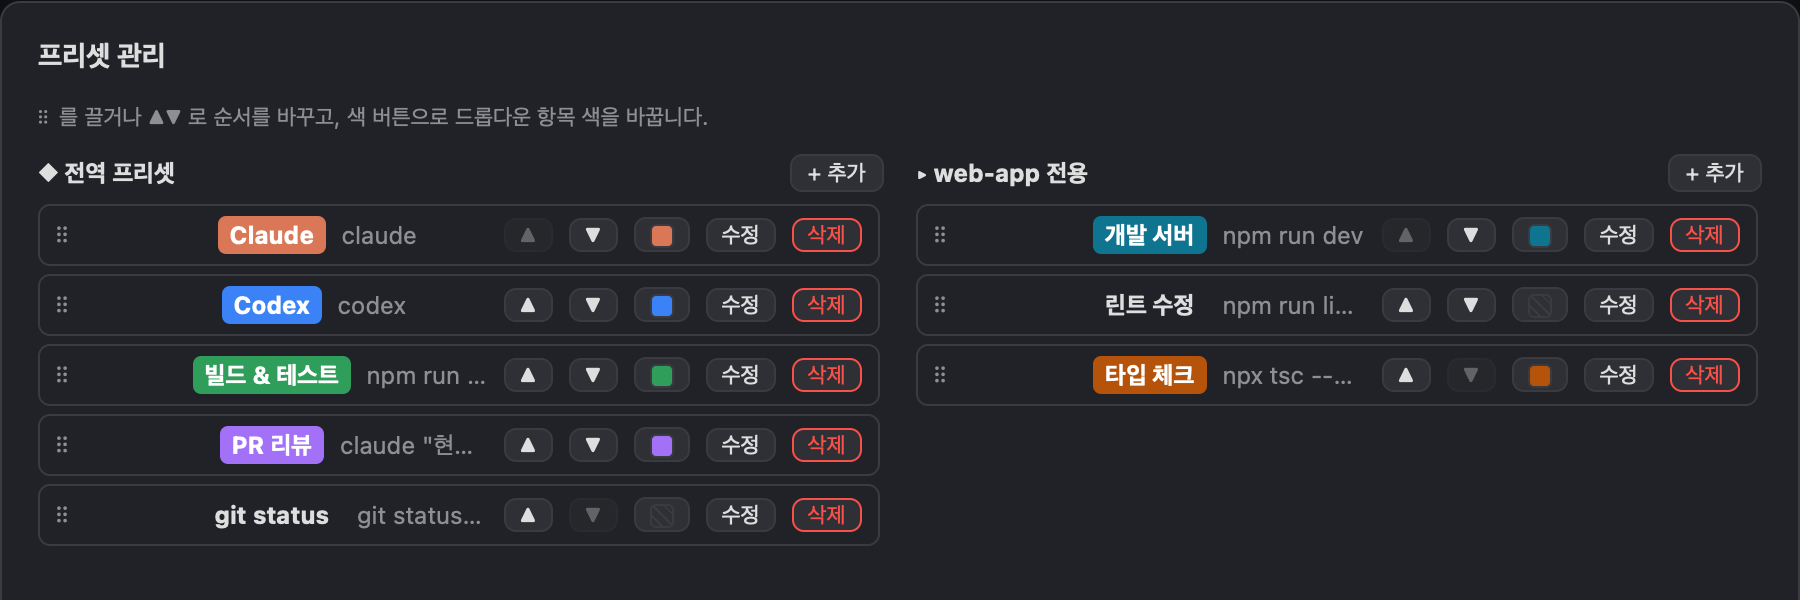 프리셋 관리
⠿ 를 끌거나 ▲▼ 로 순서를 바꾸고, 색 버튼으로 드롭다운 항목 색을 바꿉니다.
◆ 전역 프리셋 + 추가
Claude claude ▲ ▼ 수정 삭제
Codex codex ▲ ▼ 수정 삭제
빌드 & 테스트 npm run ... ▲ ▼ 수정 삭제
PR 리뷰 claude "현... ▲ ▼ 수정 삭제
git status git status... ▲ ▼ 수정 삭제
▸ web-app 전용 + 추가
개발 서버 npm run dev ▲ ▼ 수정 삭제
린트 수정 npm run li... ▲ ▼ 수정 삭제
타입 체크 npx tsc --... ▲ ▼ 수정 삭제